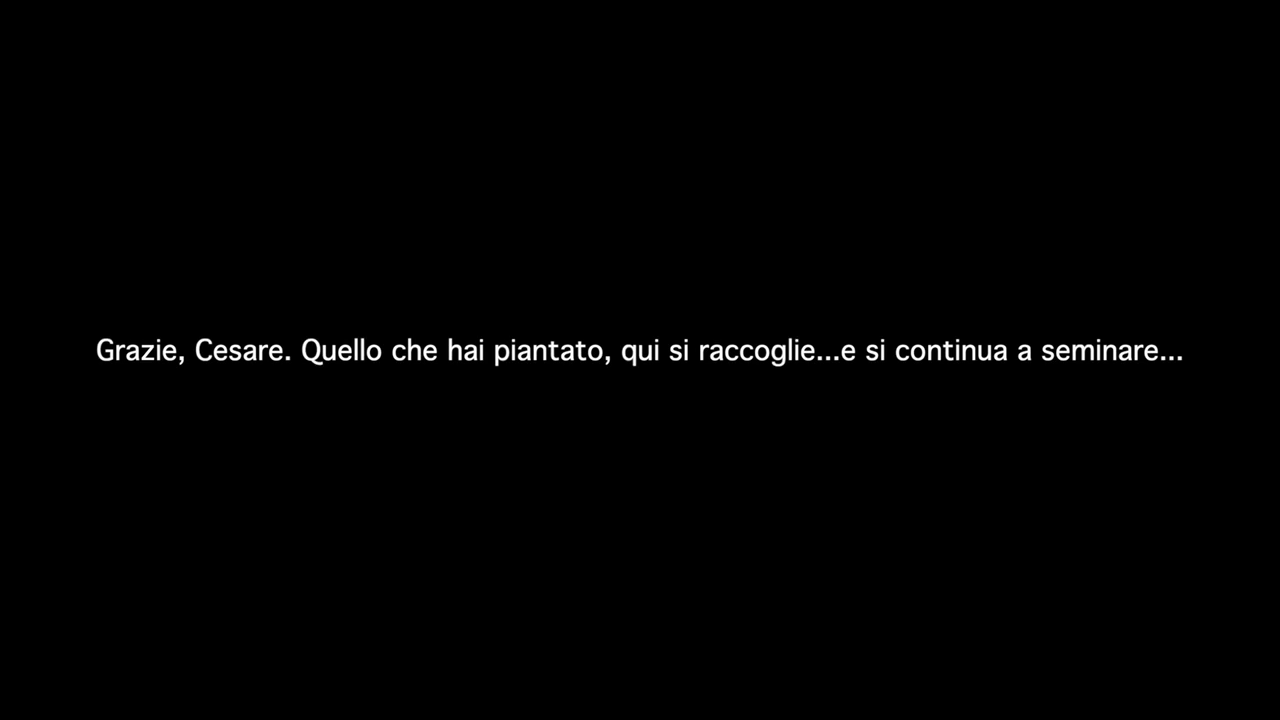 Grazie, Cesare. Quello che hai piantato, qui si raccoglie...e si continua a seminare...